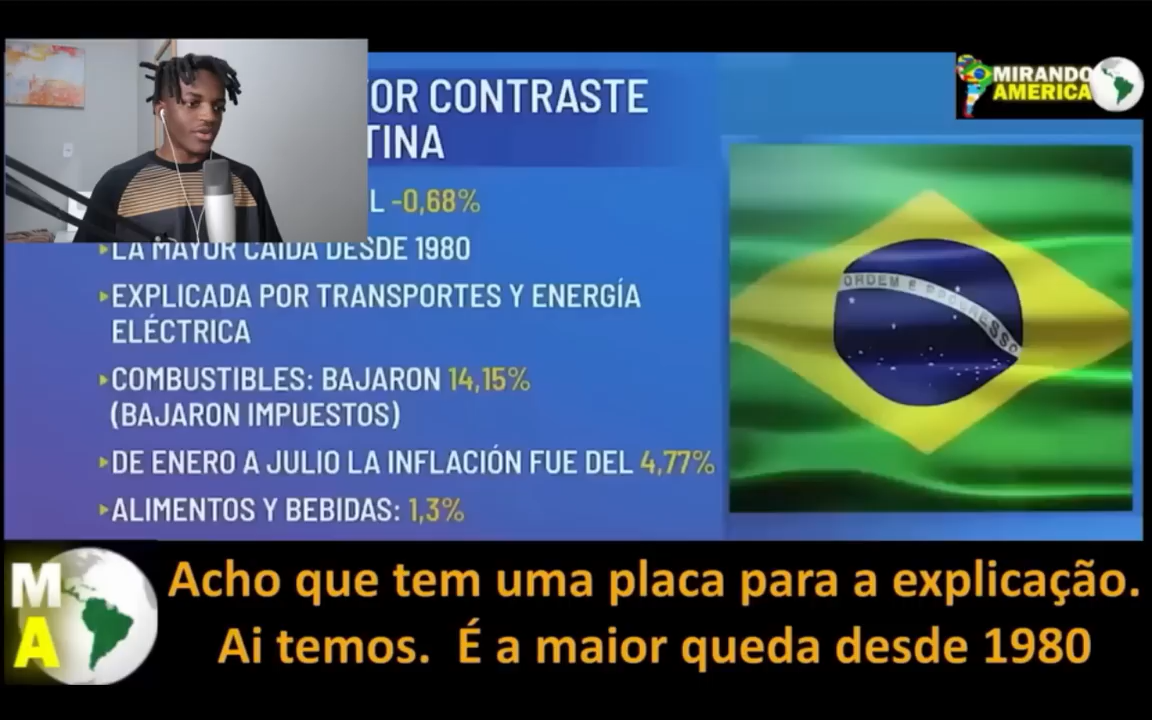 OR CONTRASTE
TINA
MIRANDO
AMERICA
L -0,68%
LA MAYOR CAÍDA DESDE 1980
EXPLICADA POR TRANSPORTES Y ENERGÍA
ELÉCTRICA
COMBUSTIBLES: BAJARON 14,15%
(BAJARON IMPUESTOS)
DE ENERO A JULIO LA INFLACIÓN FUE DEL 4,77%
ALIMENTOS Y BEBIDAS: 1,3%
ORDEM E PROGRESSO
M
A
Acho que tem uma placa para a explicação.
Ai temos. É a maior queda desde 1980